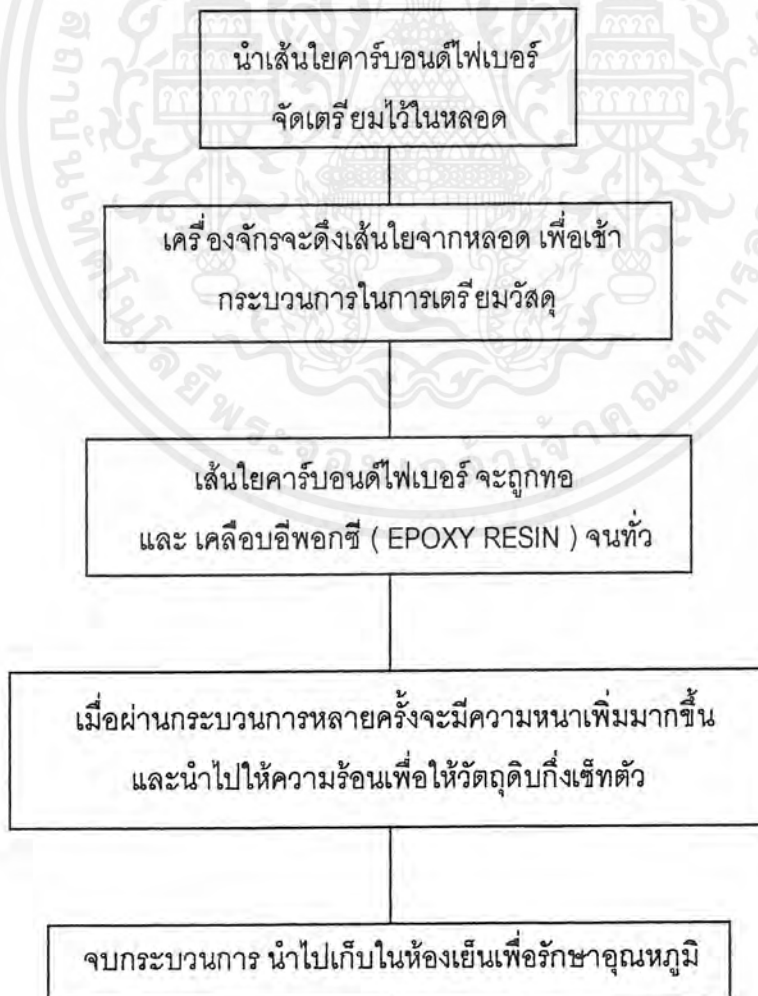 นำเส้นใยคาร์บอนด์ไฟเบอร์
จัดเตรียมไว้ในหลอด
เครื่องจักรจะดึงเส้นใยจากหลอด เพื่อเข้า
กระบวนการในการเตรียมวัสดุ
เส้นใยคาร์บอนด์ไฟเบอร์ จะถูกทอ
และ เคลือบอีพอกซี ( EPOXY RESIN ) จนทั่ว
เมื่อผ่านกระบวนการหลายครั้งจะมีความหนาเพิ่มมากขึ้น
และนำไปให้ความร้อนเพื่อให้วัตถุดิบกึ่งเซ็ทตัว
จบกระบวนการ นำไปเก็บในห้องเย็นเพื่อรักษาอุณหภูมิ